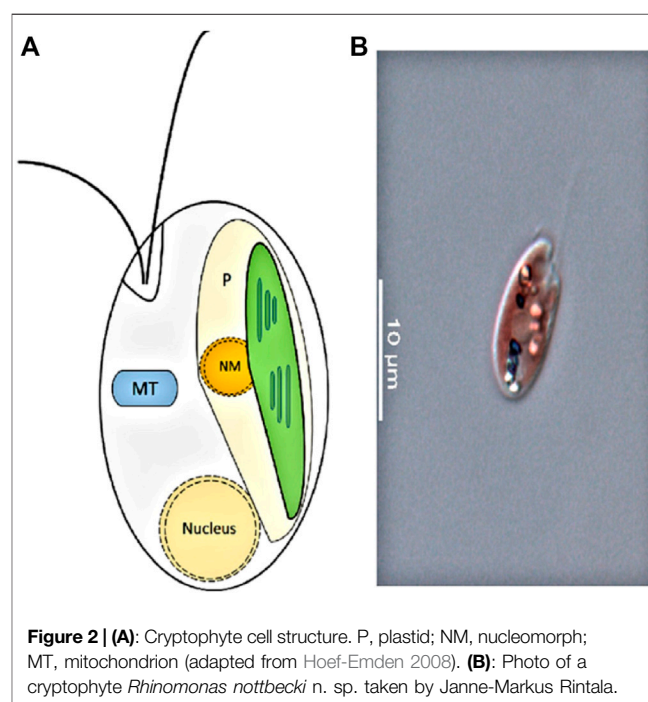 A
B
P
NM
MT
Nucleus
10 µm
Figure 2 | (A): Cryptophyte cell structure. P, plastid; NM, nucleomorph;
MT, mitochondrion (adapted from Hoef-Emden 2008). (B): Photo of a
cryptophyte Rhinomonas nottbecki n. sp. taken by Janne-Markus Rintala.